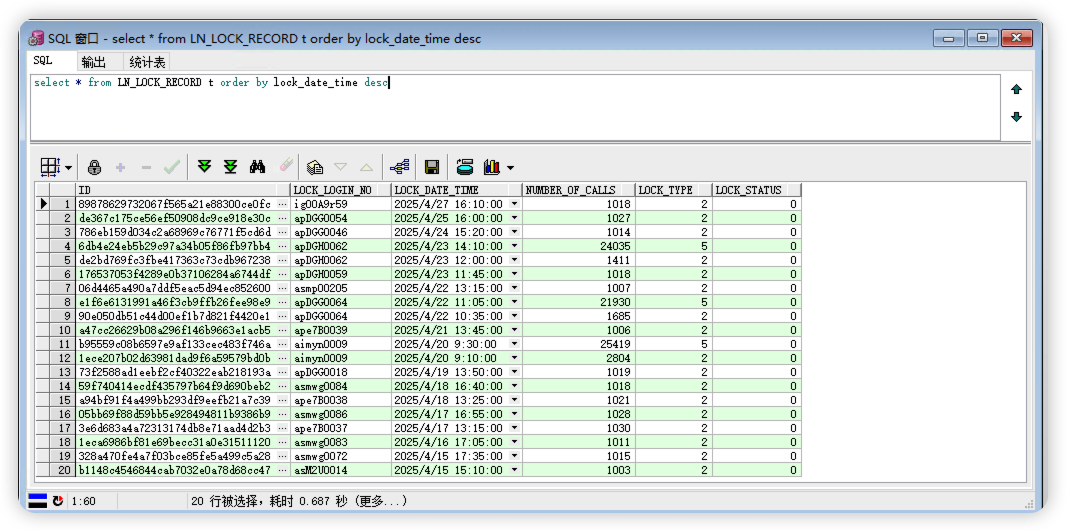 SQL 窗口 - select * from LN_LOCK_RECORD t order by lock_date_time desc
SQL 输出 统计表
select * from LN_LOCK_RECORD t order by lock_date_time desc
ID LOCK_LOGIN_NO LOCK_DATE_TIME NUMBER_OF_CALLS LOCK_TYPE LOCK_STATUS
1 89878629732067f565a21e88300ce0fc ... ig00A9r59 2025/4/27 16:10:00 1018 2 0
2 de367c175ce56ef50908dc9ce918e30c ... apDGG0054 2025/4/25 16:00:00 1027 2 0
3 786eb159d034c2a68969c76771f5cd6d ... apDGG0046 2025/4/24 15:20:00 1014 2 0
4 6db4e24eb5b29c97a34b05f86fb97bb4 ... apDGH0062 2025/4/23 14:10:00 24035 5 0
5 de2bd769fc3fbe417363c73cdb967238 ... apDGH0062 2025/4/23 12:00:00 1411 2 0
6 176537053f4289e0b37106284a6744df ... apDGH0059 2025/4/23 11:45:00 1018 2 0
7 06d4465a490a7ddf5eac5d94ec852600 ... asmp00205 2025/4/22 13:15:00 1007 2 0
8 e1f6e6131991a46f3cb9ffb26fee98e9 ... apDGG0064 2025/4/22 11:05:00 21930 5 0
9 90e050db51c44d00ef1b7d821f4420e1 ... apDGG0064 2025/4/22 10:35:00 1685 2 0
10 a47cc26629b08a296f146b9663e1acb5 ... ape7B0039 2025/4/21 13:45:00 1006 2 0
11 b95559c08b6597e9af133cec483f746a ... aimyn0009 2025/4/20 9:30:00 25419 5 0
12 1ece207b02d63981dad9f6a59579bd0b ... aimyn0009 2025/4/20 9:10:00 2804 2 0
13 73f2588ad1eebf2cf40322eab218193a ... apDGG0018 2025/4/19 13:50:00 1019 2 0
14 59f740414ecdf435797b64f9d690beb2 ... asmwg0084 2025/4/18 16:40:00 1018 2 0
15 a94bf91f4a499bb293df9eefb21a7c39 ... ape7B0038 2025/4/18 13:25:00 1021 2 0
16 05bb69f88d59bb5e928494811b9386b9 ... asmwg0086 2025/4/17 16:55:00 1028 2 0
17 3e6d683a4a72313174db8e71aad4d2b3 ... ape7B0037 2025/4/17 13:15:00 1030 2 0
18 1eca6986bf81e69becc31a0e31511120 ... asmwg0083 2025/4/16 17:05:00 1011 2 0
19 328a470fe4a7f03bce85fe5a499c5a28 ... asmwg0072 2025/4/15 17:35:00 1015 2 0
20 b1148c4546844cab7032e0a78d68cc47 ... asM2U0014 2025/4/15 15:10:00 1003 2 0
1:60 20 行被选择, 耗时 0.687 秒 (更多...)